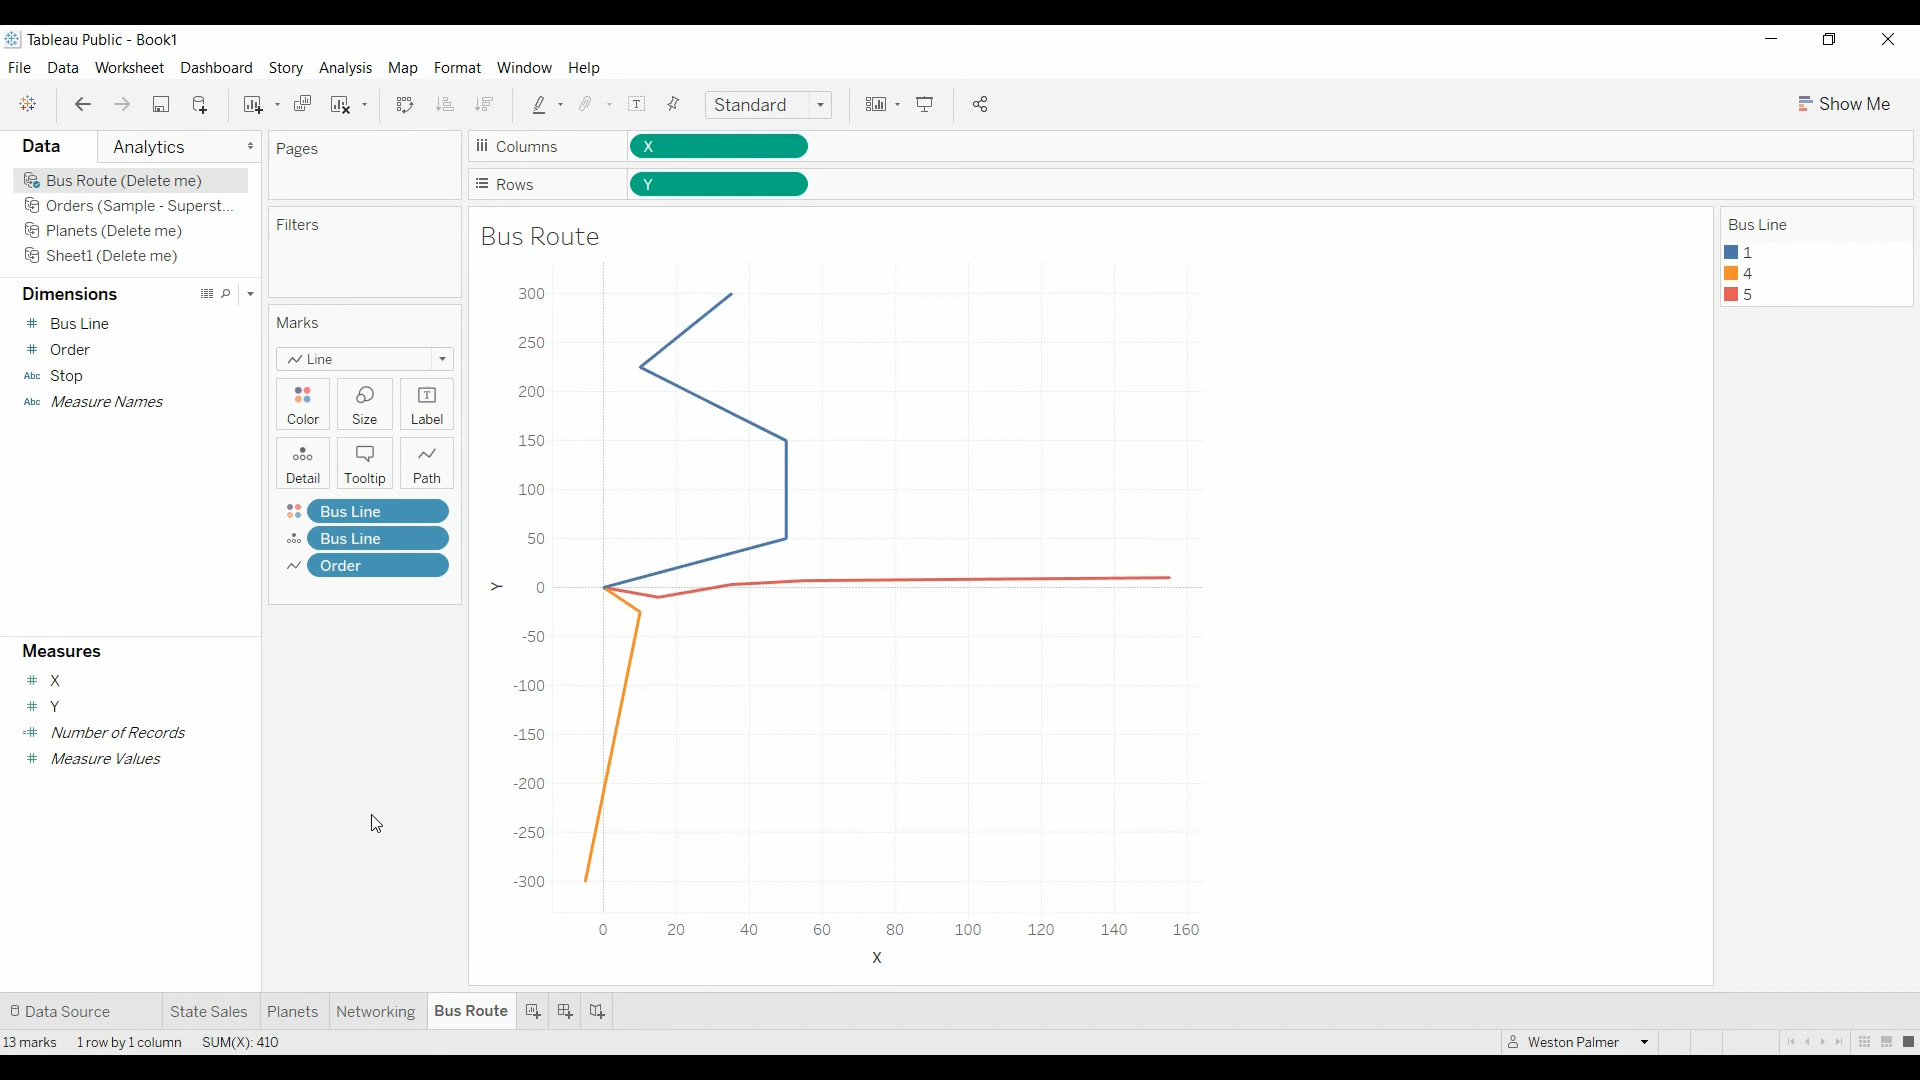 Tableau Public - Book1
File Data Worksheet Dashboard Story Analysis Map Format Window Help
Standard
Show Me
Data Analytics
Pages
Columns X
Rows Y
Bus Route (Delete me)
Orders (Sample - Superst...
Planets (Delete me)
Sheet1 (Delete me)
Filters
Dimensions
Bus Line
Order
Abc Stop
Abc Measure Names
Marks
Line
Color Size Label
Detail Tooltip Path
Bus Line
Bus Line
Order
Measures
X
Y
Number of Records
Measure Values
Bus Route
300
250
200
150
100
50
0
-50
-100
-150
-200
-250
-300
Y
0 20 40 60 80 100 120 140 160
X
Bus Line
1
4
5
Data Source State Sales Planets Networking Bus Route
13 marks 1 row by 1 column SUM(X): 410 Weston Palmer